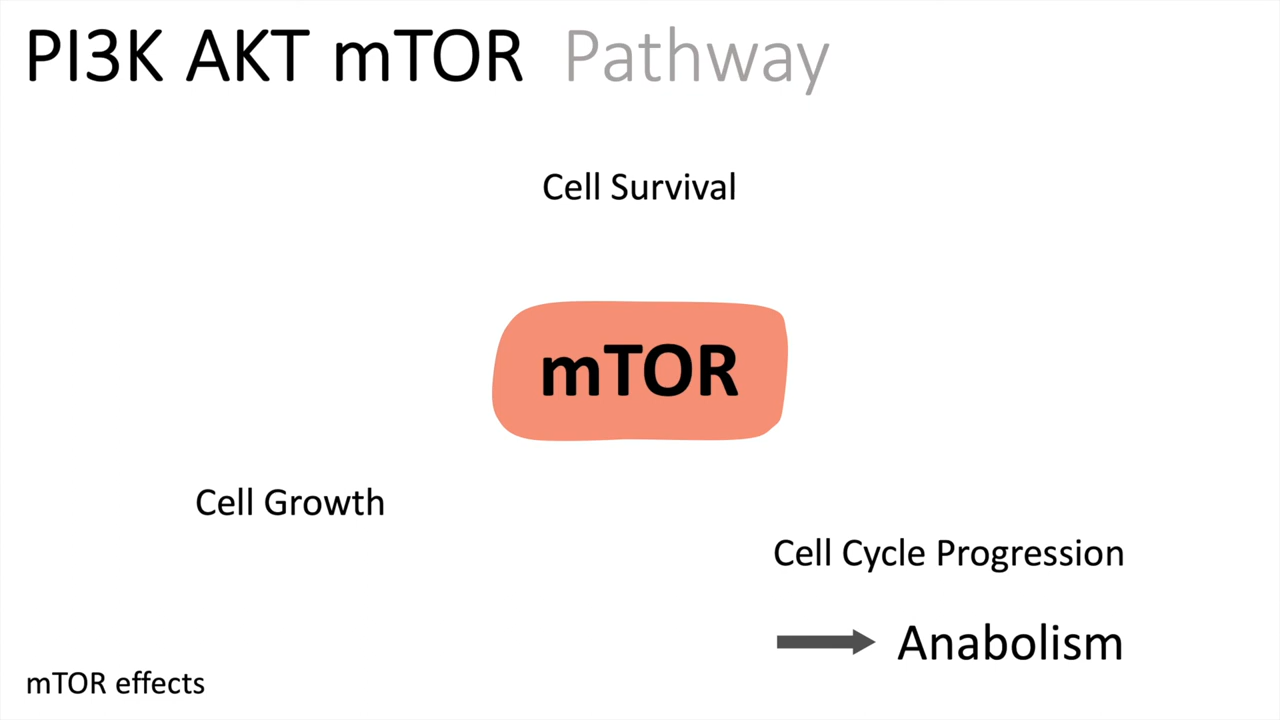 PI3K AKT mTOR Pathway
Cell Survival
mTOR
Cell Growth
Cell Cycle Progression
Anabolism
mTOR effects